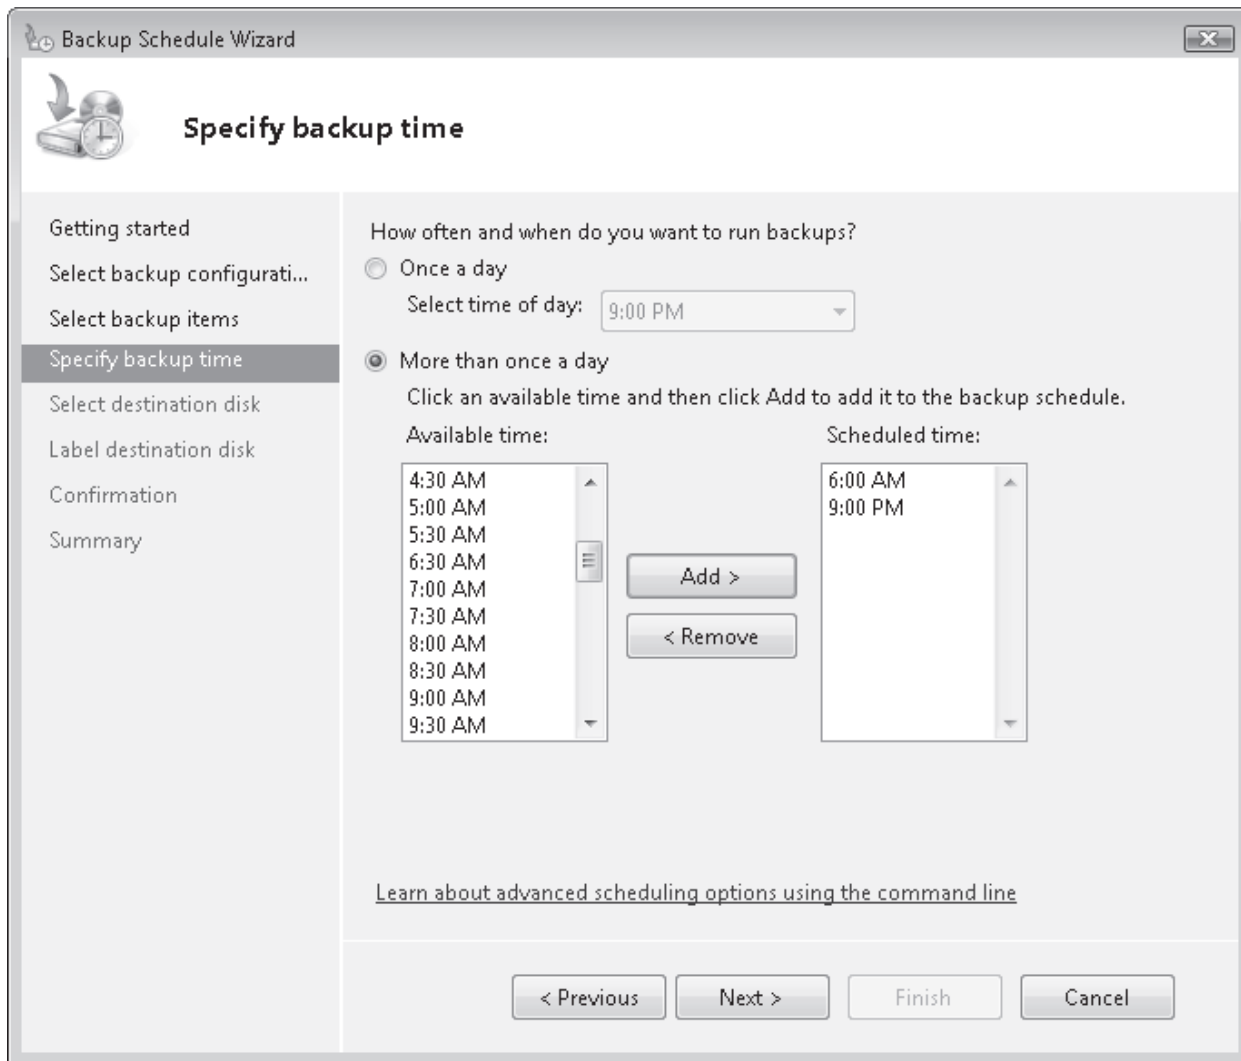 Backup Schedule Wizard
Specify backup time
Getting started
Select backup configurati...
Select backup items
Specify backup time
Select destination disk
Label destination disk
Confirmation
Summary
How often and when do you want to run backups?
Once a day
Select time of day: 9:00 PM
More than once a day
Click an available time and then click Add to add it to the backup schedule.
Available time:
4:30 AM
5:00 AM
5:30 AM
6:30 AM
7:00 AM
7:30 AM
8:00 AM
8:30 AM
9:00 AM
9:30 AM
Add >
< Remove
Scheduled time:
6:00 AM
9:00 PM
Learn about advanced scheduling options using the command line
< Previous Next > Finish Cancel